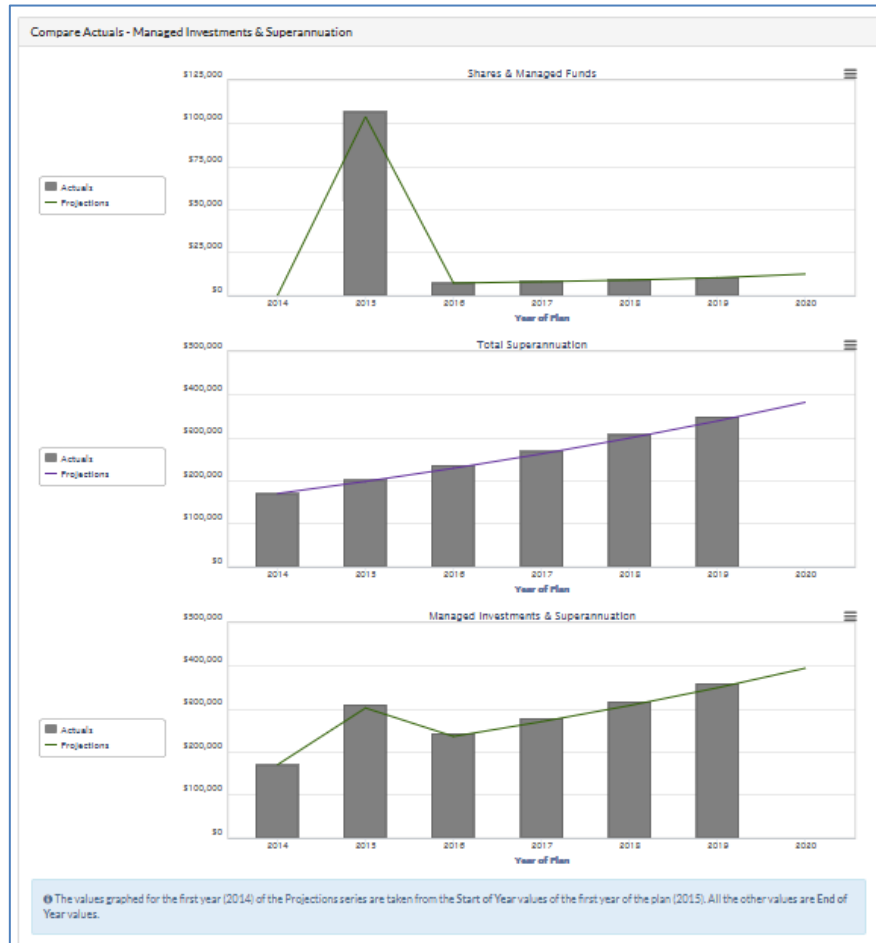 Compare Actuals - Managed Investments & Superannuation
Shares & Managed Funds
$125,000
$100,000
$75,000
$50,000
$25,000
$0
Actuals
Projections
2014 2015 2016 2017 2018 2019 2020
Year of Plan
Total Superannuation
$500,000
$400,000
$300,000
$200,000
$100,000
$0
Actuals
Projections
2014 2015 2016 2017 2018 2019 2020
Year of Plan
Managed Investments & Superannuation
$500,000
$400,000
$300,000
$200,000
$100,000
$0
Actuals
Projections
2014 2015 2016 2017 2018 2019 2020
Year of Plan
The values graphed for the first year (2014) of the Projections series are taken from the Start of Year values of the first year of the plan (2015). All the other values are End of
Year values.